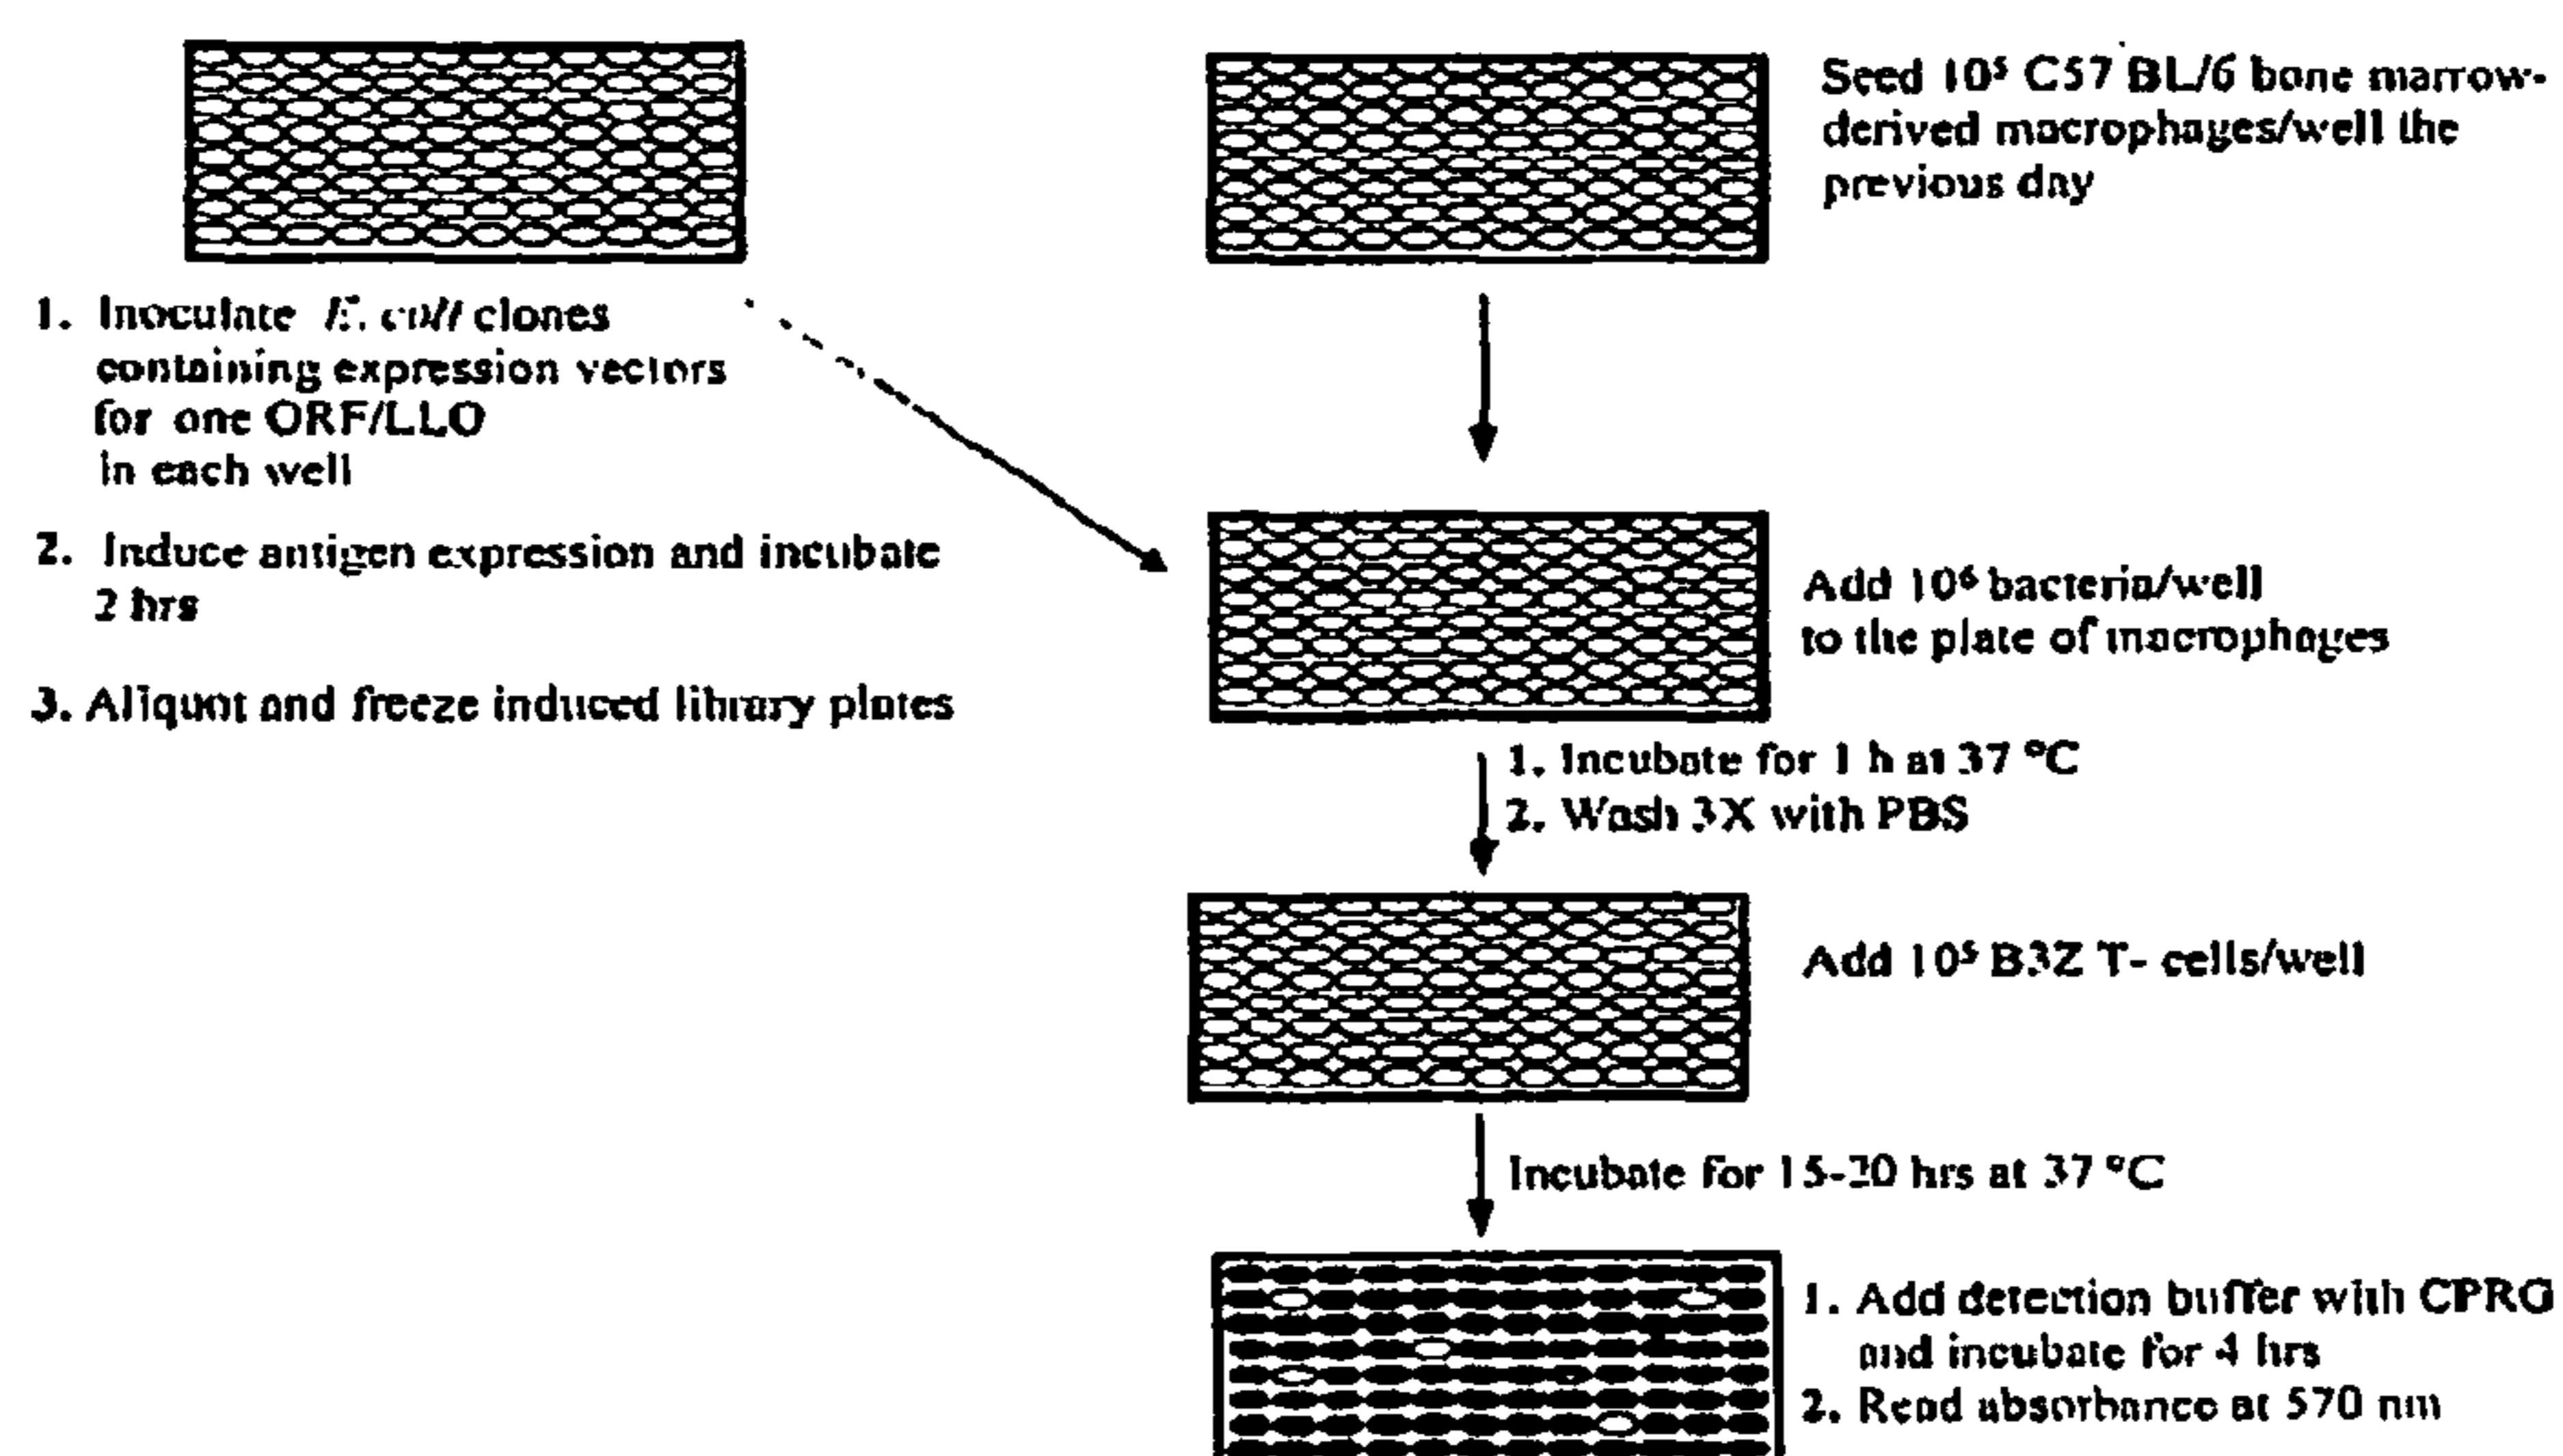 Seed 10⁵ C57 BL/6 bone marrow-
derived macrophages/well the
previous day
1. Inoculate E. coli clones
containing expression vectors
for one ORF/LLO
in each well
2. Induce antigen expression and incubate
2 hrs
3. Aliquot and freeze induced library plates
Add 10⁶ bacteria/well
to the plate of macrophages
1. Incubate for 1 h at 37 °C
2. Wash 3X with PBS
Add 10⁵ B3Z T- cells/well
Incubate for 15-20 hrs at 37 °C
1. Add detection buffer with CPRG
and incubate for 4 hrs
2. Read absorbance at 570 nm